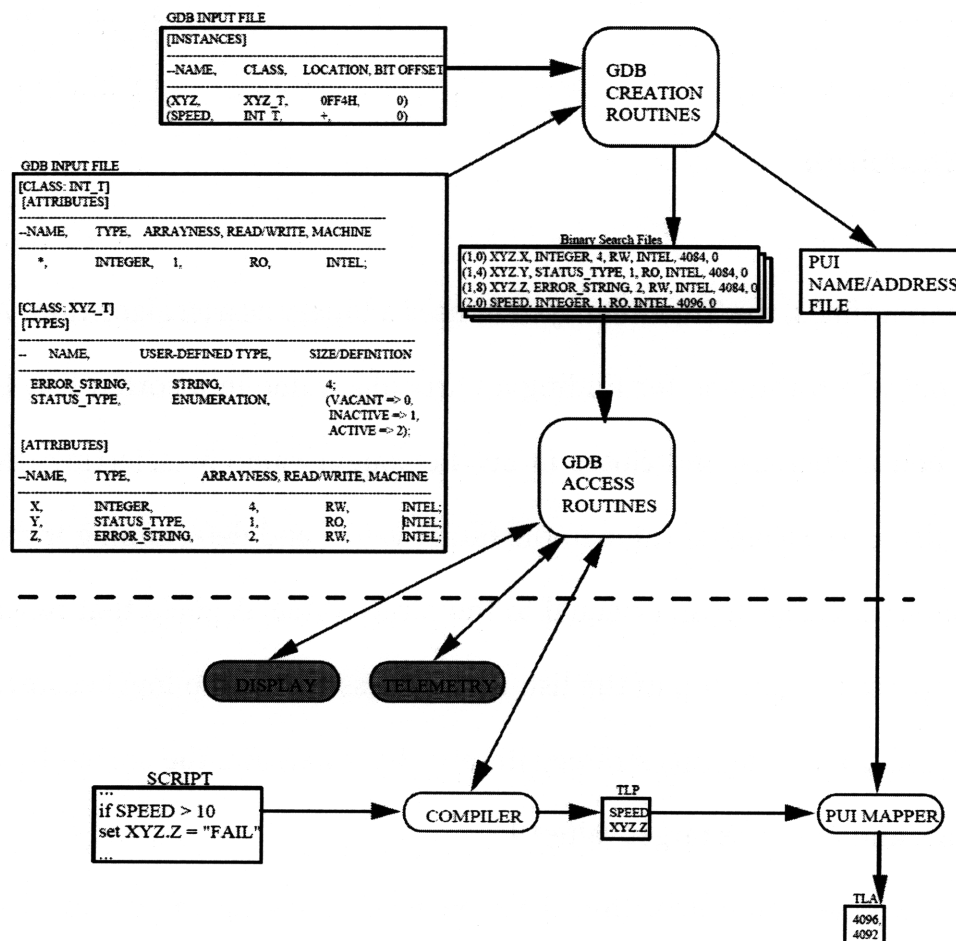 GDB INPUT FILE
[INSTANCES]
--NAME, CLASS, LOCATION, BIT OFFSET
(XYZ, XYZ_T, 0FF4H, 0)
(SPEED, INT_T, +, 0)
GDB
CREATION
ROUTINES
GDB INPUT FILE
[CLASS: INT_T]
[ATTRIBUTES]
--NAME, TYPE, ARRAYNESS, READ/WRITE, MACHINE
*, INTEGER, 1, RO, INTEL;
[CLASS: XYZ_T]
[TYPES]
-- NAME, USER-DEFINED TYPE, SIZE/DEFINITION
ERROR_STRING, STRING, 4;
STATUS_TYPE, ENUMERATION, (VACANT => 0,
INACTIVE => 1,
ACTIVE => 2);
[ATTRIBUTES]
--NAME, TYPE, ARRAYNESS, READ/WRITE, MACHINE
X, INTEGER, 4, RW, INTEL;
Y, STATUS_TYPE, 1, RO, INTEL;
Z, ERROR_STRING, 2, RW, INTEL;
Binary Search Files
(1,0) XYZ.X, INTEGER, 4, RW, INTEL, 4084, 0
(1,4) XYZ.Y, STATUS_TYPE, 1, RO, INTEL, 4084, 0
(1,8) XYZ.Z, ERROR_STRING, 2, RW, INTEL, 4084, 0
(2,0) SPEED, INTEGER, 1, RO, INTEL, 4096, 0
PUI
NAME/ADDRESS
FILE
GDB
ACCESS
ROUTINES
DISPLAY
TELEMETRY
SCRIPT
...
if SPEED > 10
set XYZ.Z = "FAIL"
...
COMPILER
TLP
SPEED
XYZ.Z
PUI MAPPER
TLA
4096,
4092